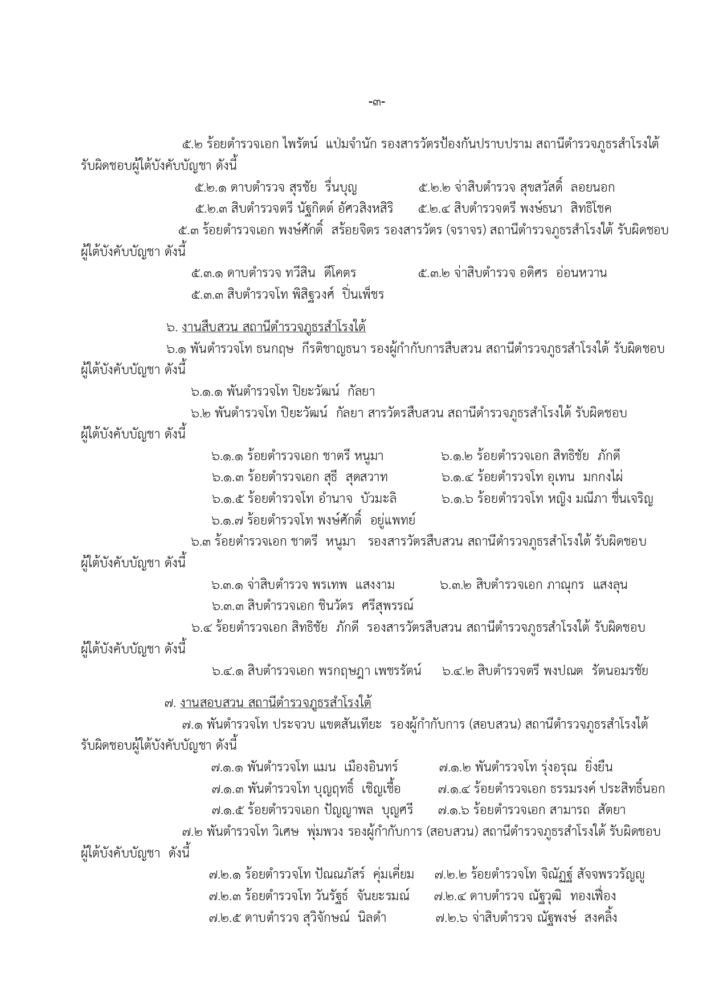 -๓-
๕.๒ ร้อยตำรวจเอก ไพรัตน์ แป่มจำนัก รองสารวัตรป้องกันปราบปราม สถานีตำรวจภูธรสำโรงใต้
รับผิดชอบผู้ใต้บังคับบัญชา ดังนี้
๕.๒.๑ ดาบตำรวจ สุรชัย รื่นบุญ ๕.๒.๒ จ่าสิบตำรวจ สุขสวัสดิ์ ลอยนอก
๕.๒.๓ สิบตำรวจตรี นัฐกิตต์ อัศวสิงหสิริ ๕.๒.๔ สิบตำรวจตรี พงษ์ธนา สิทธิโชค
๕.๓ ร้อยตำรวจเอก พงษ์ศักดิ์ สร้อยจิตร รองสารวัตร (จราจร) สถานีตำรวจภูธรสำโรงใต้ รับผิดชอบ
ผู้ใต้บังคับบัญชา ดังนี้
๕.๓.๑ ดาบตำรวจ ทวีสิน ดีโคตร ๕.๓.๒ จ่าสิบตำรวจ อดิศร อ่อนหวาน
๕.๓.๓ สิบตำรวจโท พิสิฐวงศ์ ปิ่นเพ็ชร
๖. งานสืบสวน สถานีตำรวจภูธรสำโรงใต้
๖.๑ พันตำรวจโท ธนกฤษ กีรติชาญธนา รองผู้กำกับการสืบสวน สถานีตำรวจภูธรสำโรงใต้ รับผิดชอบ
ผู้ใต้บังคับบัญชา ดังนี้
๖.๑.๑ พันตำรวจโท ปิยะวัฒน์ กัลยา
๖.๒ พันตำรวจโท ปิยะวัฒน์ กัลยา สารวัตรสืบสวน สถานีตำรวจภูธรสำโรงใต้ รับผิดชอบ
ผู้ใต้บังคับบัญชา ดังนี้
๖.๑.๑ ร้อยตำรวจเอก ชาตรี หนูมา ๖.๑.๒ ร้อยตำรวจเอก สิทธิชัย ภักดี
๖.๑.๓ ร้อยตำรวจเอก สุธี สุดสวาท ๖.๑.๔ ร้อยตำรวจโท อุเทน มกกงไผ่
๖.๑.๕ ร้อยตำรวจโท อำนาจ บัวมะลิ ๖.๑.๖ ร้อยตำรวจโท หญิง มณีภา ชื่นเจริญ
๖.๑.๗ ร้อยตำรวจโท พงษ์ศักดิ์ อยู่แพทย์
๖.๓ ร้อยตำรวจเอก ชาตรี หนูมา รองสารวัตรสืบสวน สถานีตำรวจภูธรสำโรงใต้ รับผิดชอบ
ผู้ใต้บังคับบัญชา ดังนี้
๖.๓.๑ จ่าสิบตำรวจ พรเทพ แสงงาม ๖.๓.๒ สิบตำรวจเอก ภาณุกร แสงลุน
๖.๓.๓ สิบตำรวจเอก ชินวัตร ศรีสุพรรณ์
๖.๔ ร้อยตำรวจเอก สิทธิชัย ภักดี รองสารวัตรสืบสวน สถานีตำรวจภูธรสำโรงใต้ รับผิดชอบ
ผู้ใต้บังคับบัญชา ดังนี้
๖.๔.๑ สิบตำรวจเอก พรกฤษฎา เพชรรัตน์ ๖.๔.๒ สิบตำรวจตรี พงปณต รัตนอมรชัย
๗. งานสอบสวน สถานีตำรวจภูธรสำโรงใต้
๗.๑ พันตำรวจโท ประจวบ แขตสันเทียะ รองผู้กำกับการ (สอบสวน) สถานีตำรวจภูธรสำโรงใต้
รับผิดชอบผู้ใต้บังคับบัญชา ดังนี้
๗.๑.๑ พันตำรวจโท แมน เมืองอินทร์ ๗.๑.๒ พันตำรวจโท รุ่งอรุณ ยิ่งยืน
๗.๑.๓ พันตำรวจโท บุญฤทธิ์ เชิญเชื้อ ๗.๑.๔ ร้อยตำรวจเอก ธรรมรงค์ ประสิทธิ์นอก
๗.๑.๕ ร้อยตำรวจเอก ปัญญาพล บุญศรี ๗.๑.๖ ร้อยตำรวจเอก สามารถ สัตยา
๗.๒ พันตำรวจโท วิเศษ พุ่มพวง รองผู้กำกับการ (สอบสวน) สถานีตำรวจภูธรสำโรงใต้ รับผิดชอบ
ผู้ใต้บังคับบัญชา ดังนี้
๗.๒.๑ ร้อยตำรวจโท ปัณณภัสร์ คุ่มเคี่ยม ๗.๒.๒ ร้อยตำรวจโท จิณัฏฐ์ สัจจพรวรัญญู
๗.๒.๓ ร้อยตำรวจโท วันรัฐธ์ จันยะรมณ์ ๗.๒.๔ ดาบตำรวจ ณัฐวุฒิ ทองเฟื่อง
๗.๒.๕ ดาบตำรวจ สุวิจักษณ์ นิลดำ ๗.๒.๖ จ่าสิบตำรวจ ณัฐพงษ์ สงคลิ้ง